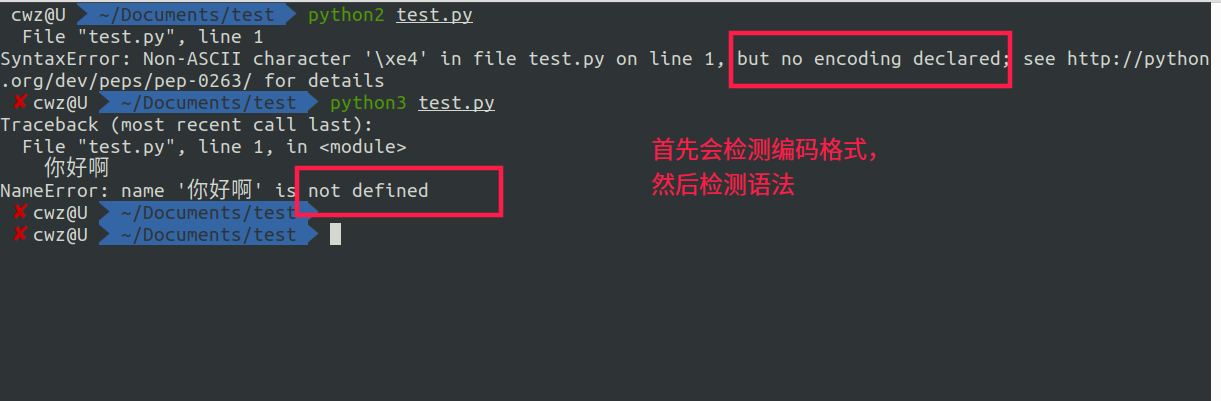 cwz@U ~/Documents/test python2 test.py
File "test.py", line 1
SyntaxError: Non-ASCII character '\xe4' in file test.py on line 1, but no encoding declared; see http://python
.org/dev/peps/pep-0263/ for details
✘ cwz@U ~/Documents/test python3 test.py
Traceback (most recent call last):
File "test.py", line 1, in <module>
你好啊
NameError: name '你好啊' is not defined
✘ cwz@U ~/Documents/test
✘ cwz@U ~/Documents/test
首先会检测编码格式，
然后检测语法